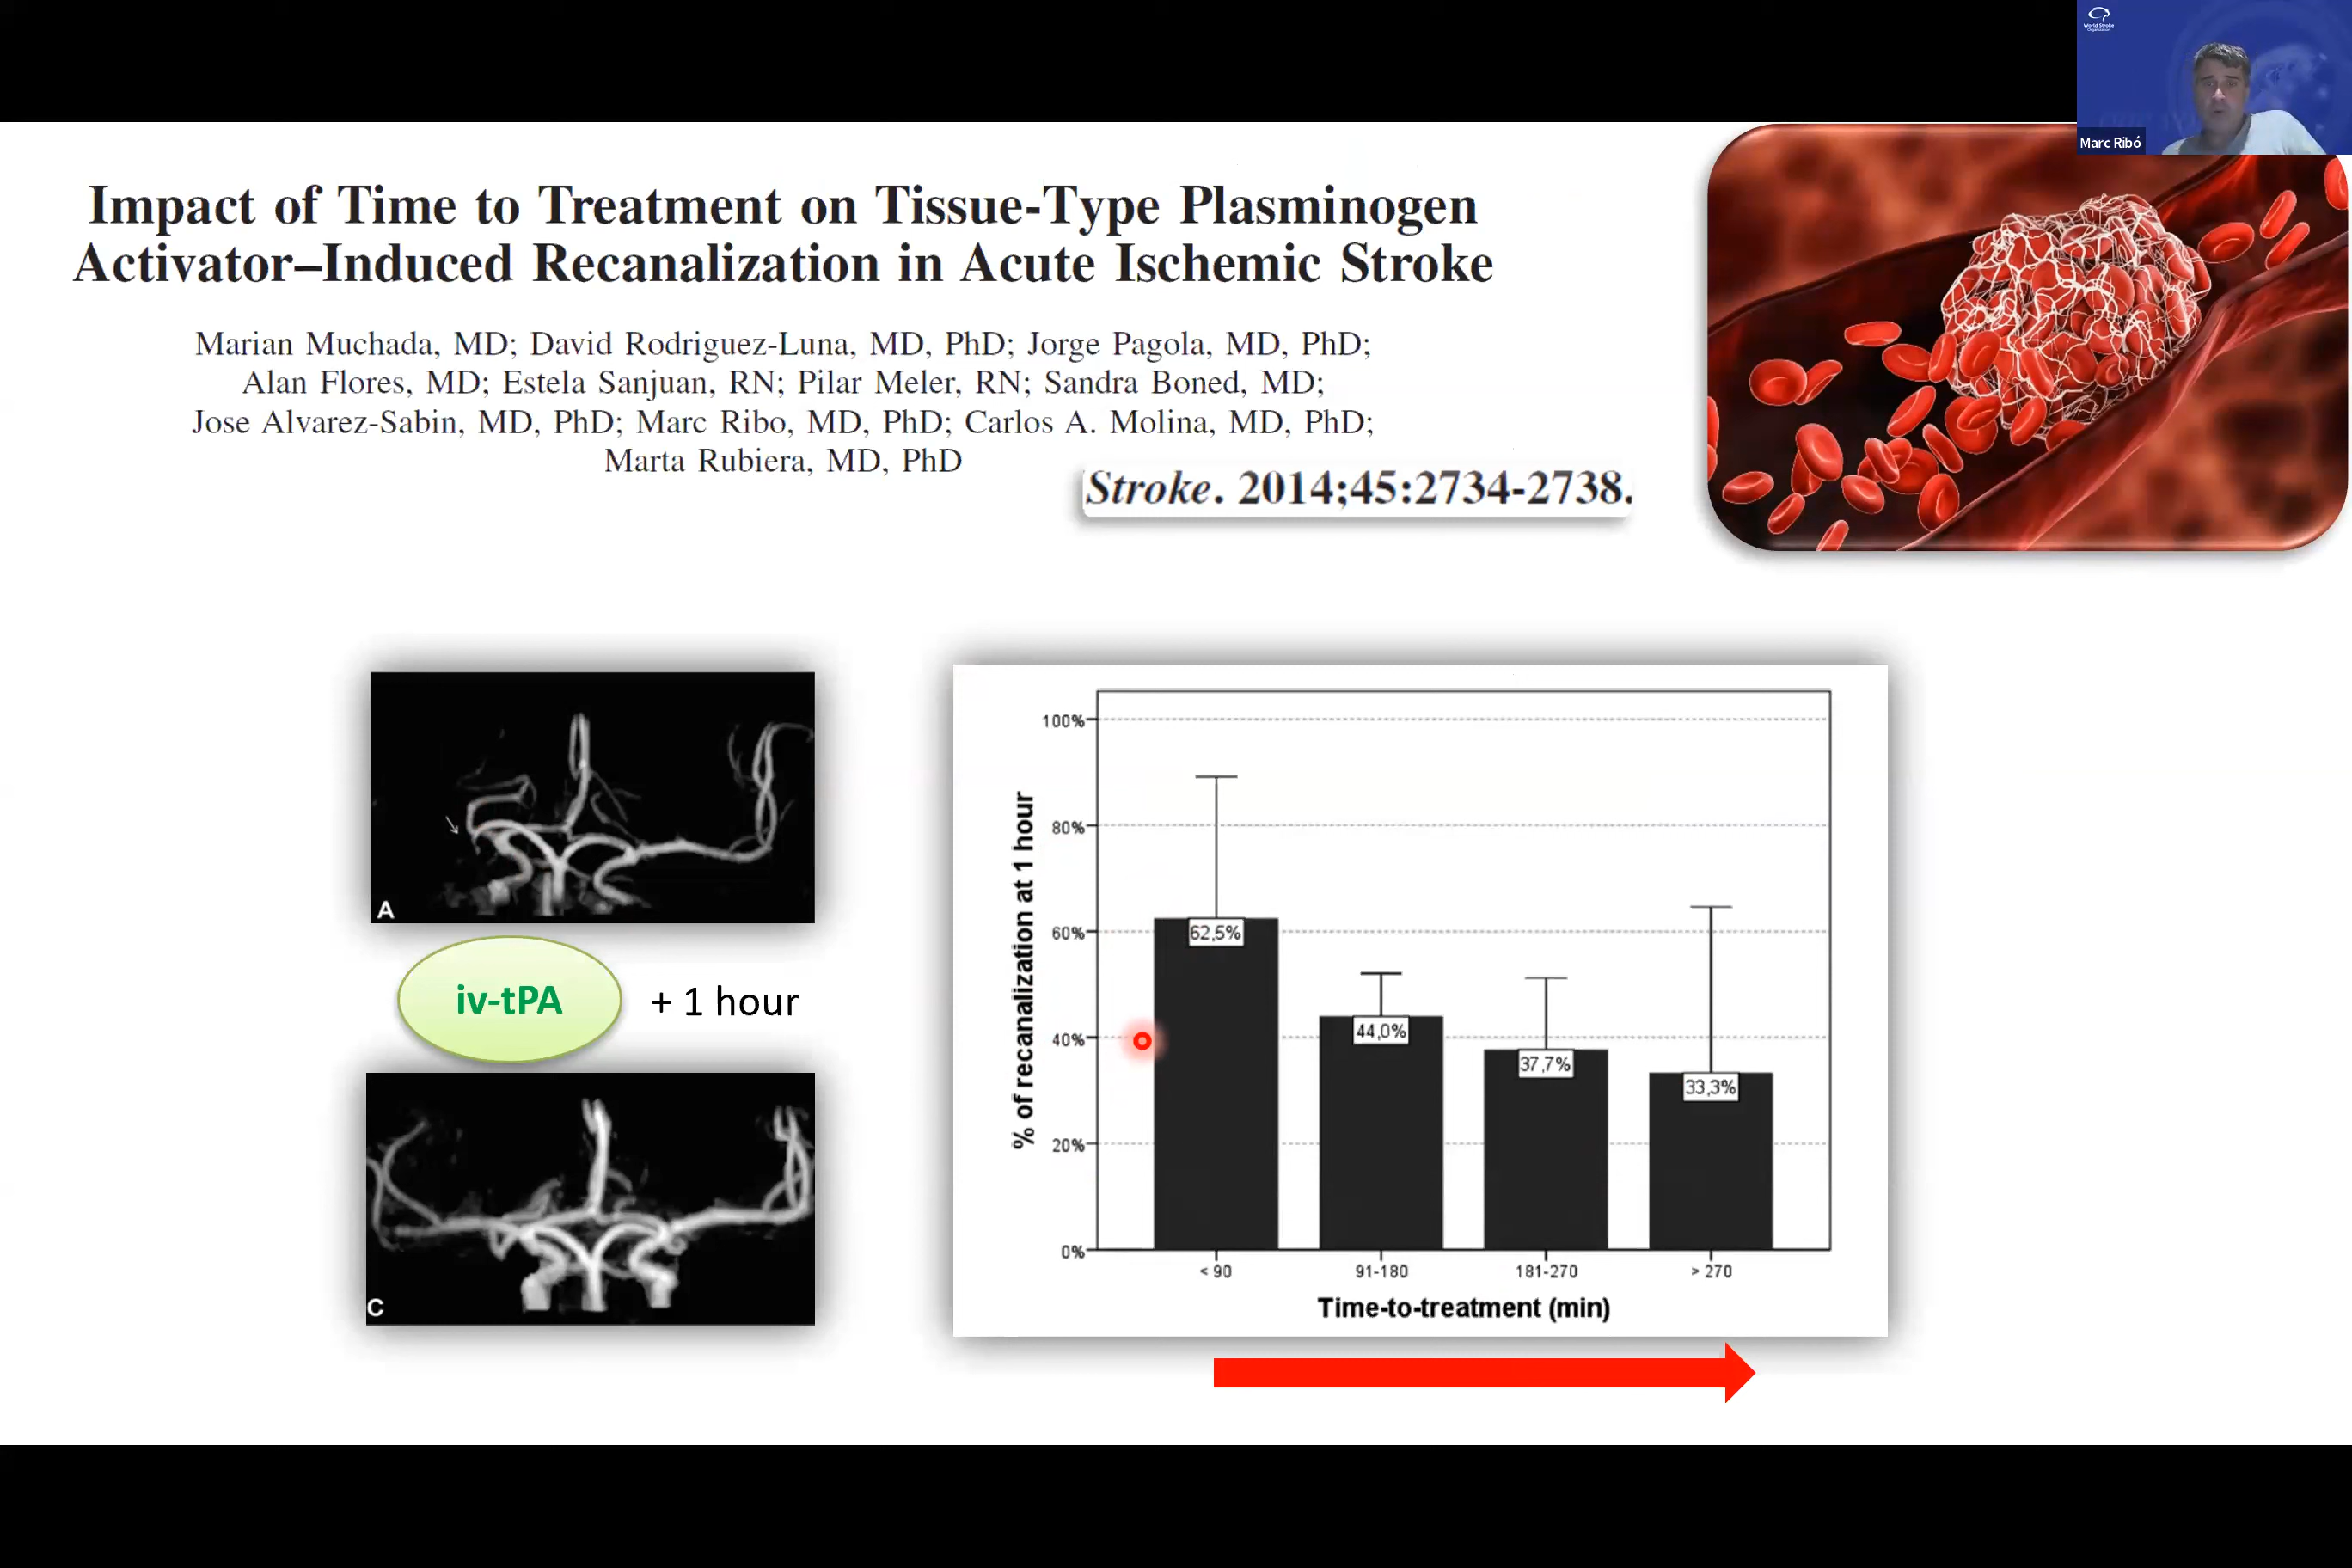 World Stroke
Organization
Marc Ribó
Impact of Time to Treatment on Tissue-Type Plasminogen
Activator–Induced Recanalization in Acute Ischemic Stroke
Marian Muchada, MD; David Rodriguez-Luna, MD, PhD; Jorge Pagola, MD, PhD;
Alan Flores, MD; Estela Sanjuan, RN; Pilar Meler, RN; Sandra Boned, MD;
Jose Alvarez-Sabin, MD, PhD; Marc Ribo, MD, PhD; Carlos A. Molina, MD, PhD;
Marta Rubiera, MD, PhD
Stroke. 2014;45:2734-2738.
A
iv-tPA + 1 hour
C
% of recanalization at 1 hour
100%
80%
60%
40%
20%
0%
62,5%
44,0%
37,7%
33,3%
< 90 91-180 181-270 > 270
Time-to-treatment (min)